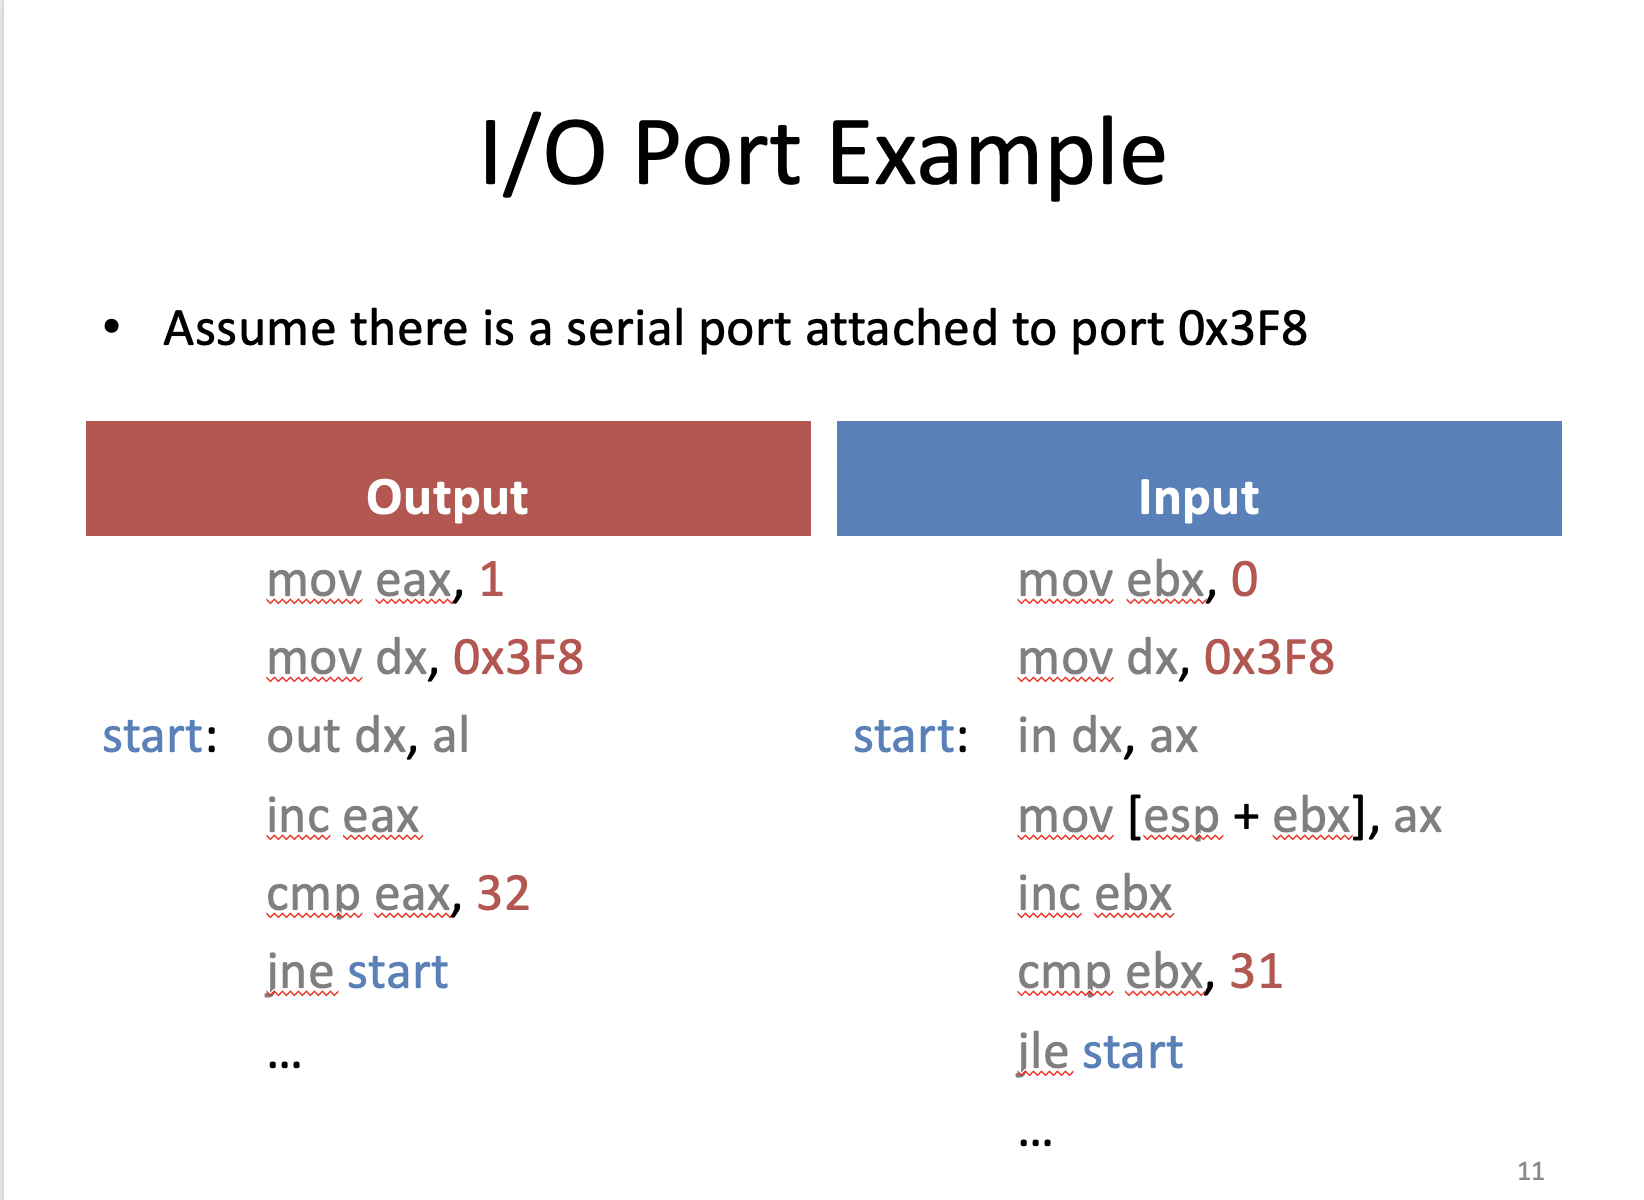 I/O Port Example
• Assume there is a serial port attached to port 0x3F8
Output
mov eax, 1
mov dx, 0x3F8
start: out dx, al
inc eax
cmp eax, 32
jne start
...
Input
mov ebx, 0
mov dx, 0x3F8
start: in dx, ax
mov [esp + ebx], ax
inc ebx
cmp ebx, 31
jle start
...
11